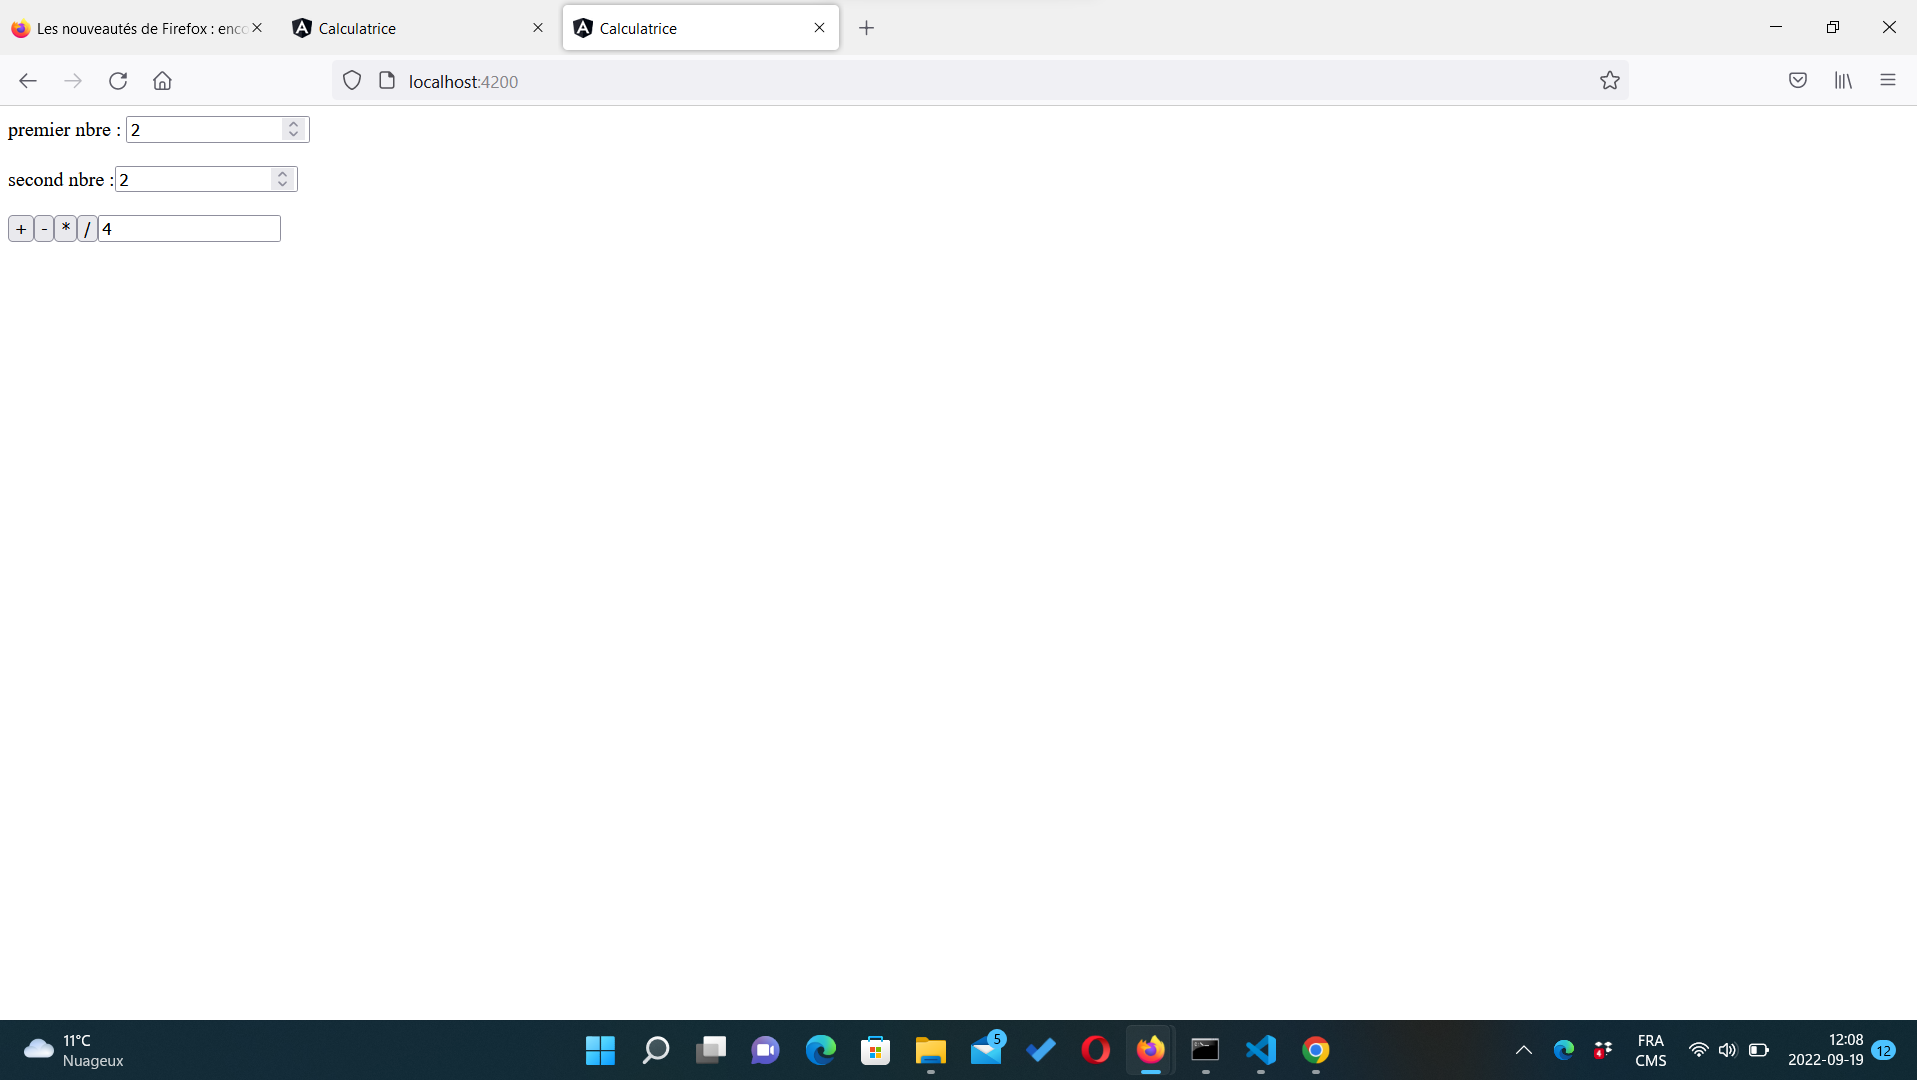 Les nouveautés de Firefox : enco
Calculatrice
Calculatrice
localhost:4200
premier nbre : 2
second nbre : 2
+ - * / 4
11°C
Nuageux
5
4
FRA
CMS
12:08
2022-09-19
12